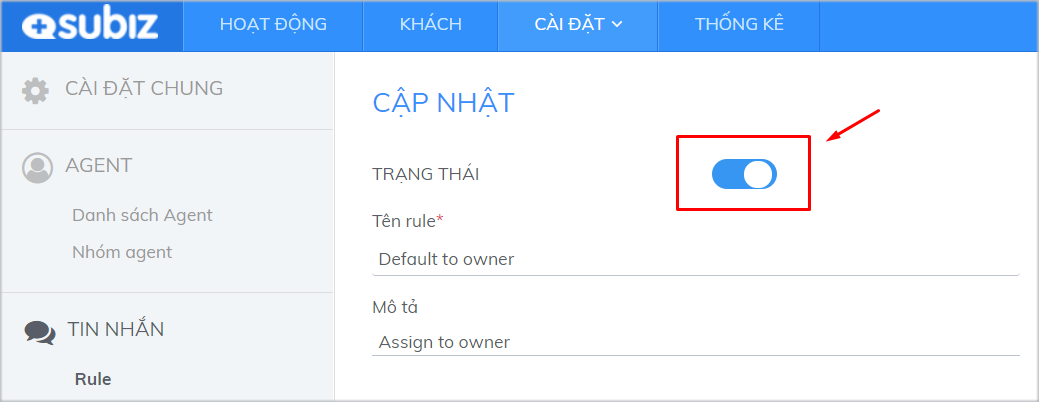 subiz HOẠT ĐỘNG KHÁCH CÀI ĐẶT THỐNG KÊ
CÀI ĐẶT CHUNG
AGENT
Danh sách Agent
Nhóm agent
TIN NHẮN
Rule
CẬP NHẬT
TRẠNG THÁI
Tên rule*
Default to owner
Mô tả
Assign to owner